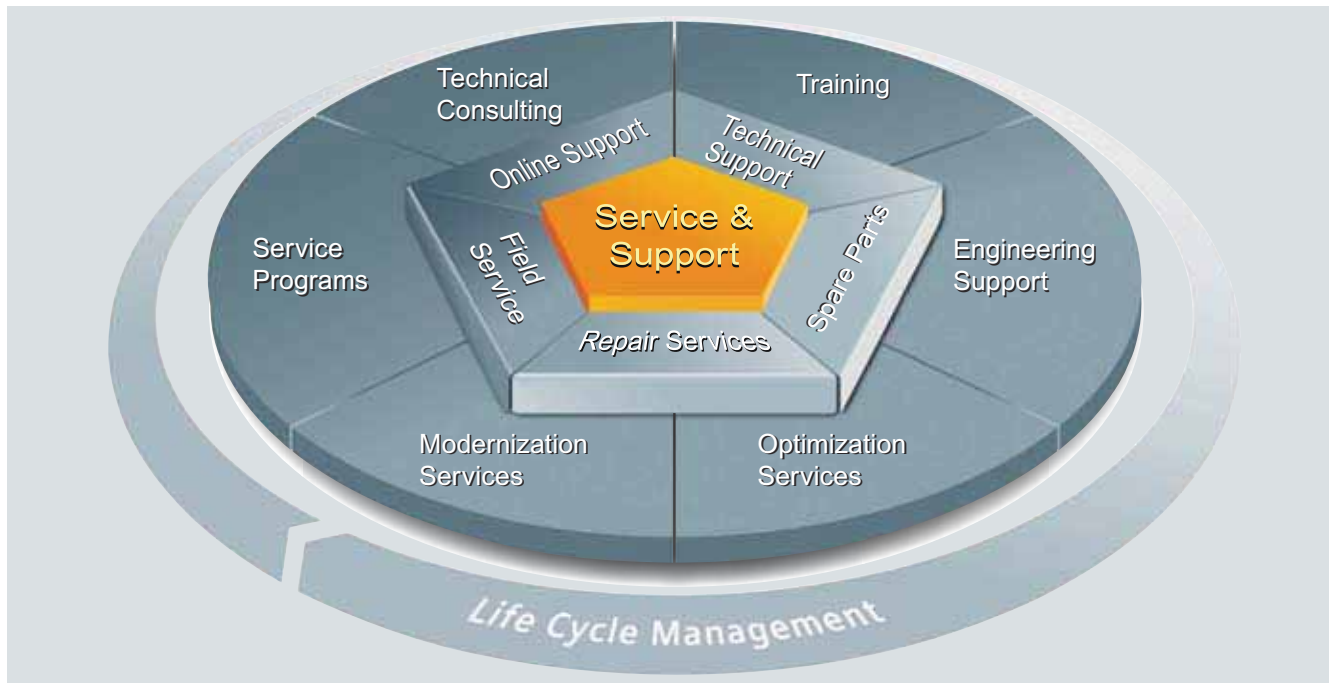 Technical
Consulting
Training
Online Support
Technical
Support
Service &
Support
Service
Programs
Field
Service
Spare Parts
Engineering
Support
Repair Services
Modernization
Services
Optimization
Services
Life Cycle Management